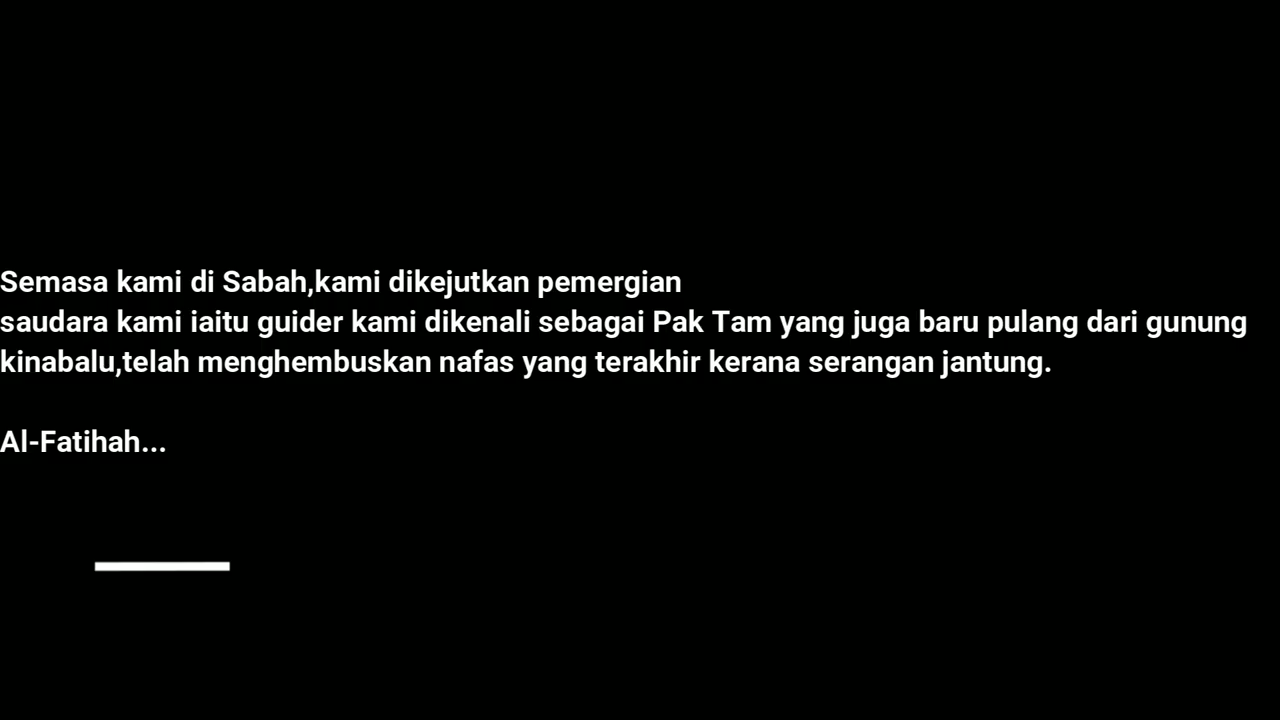 Semasa kami di Sabah,kami dikejutkan pemergian
saudara kami iaitu guider kami dikenali sebagai Pak Tam yang juga baru pulang dari gunung
kinabalu,telah menghembuskan nafas yang terakhir kerana serangan jantung.
Al-Fatihah...